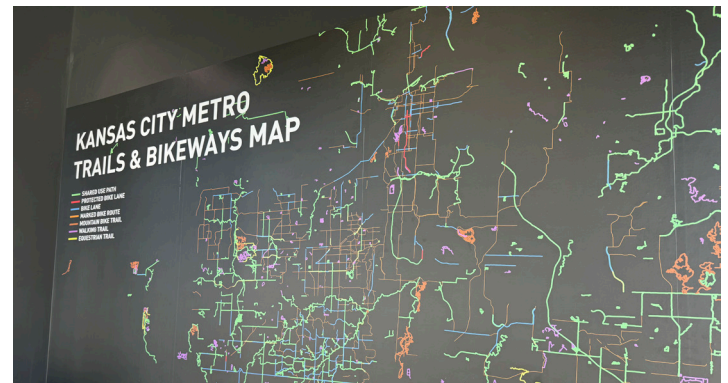 KANSAS CITY METRO
TRAILS & BIKEWAYS MAP
SHARED USE PATH
PROTECTED BIKE LANE
BIKE LANE
MARKED BIKE ROUTE
MOUNTAIN BIKE TRAIL
WALKING TRAIL
EQUESTRIAN TRAIL